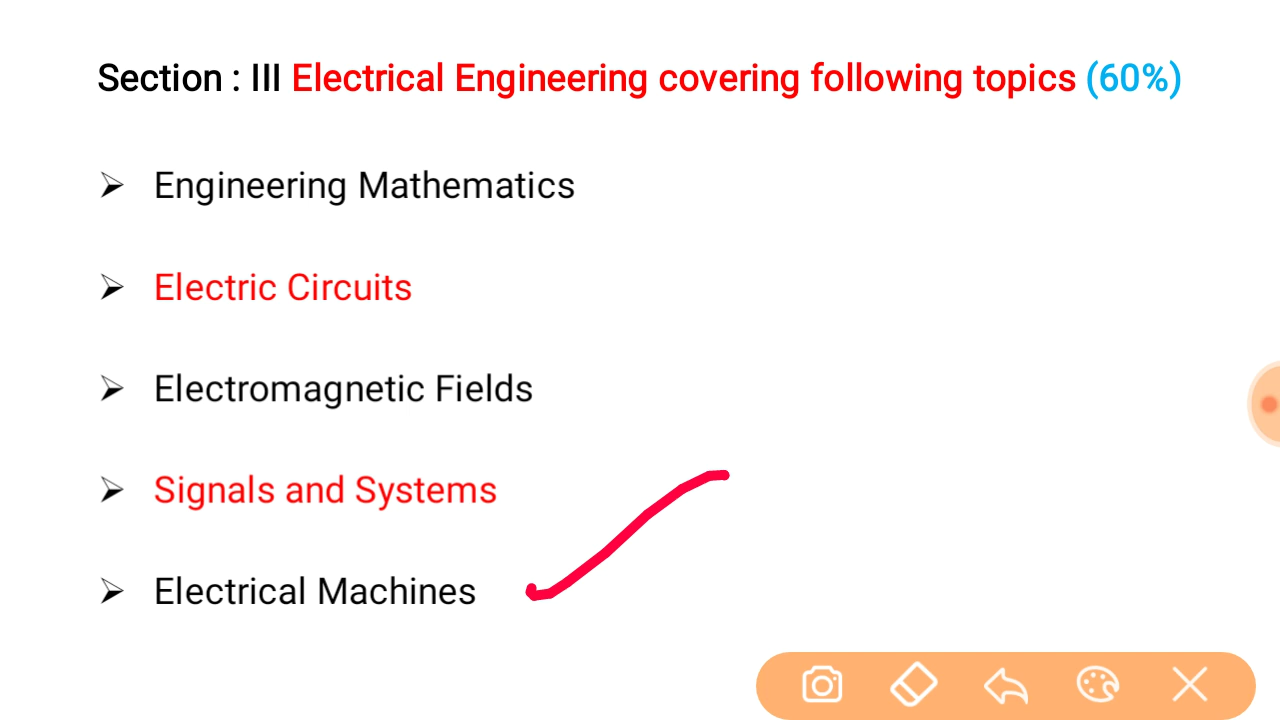 Section : III Electrical Engineering covering following topics (60%)
Engineering Mathematics
Electric Circuits
Electromagnetic Fields
Signals and Systems
Electrical Machines